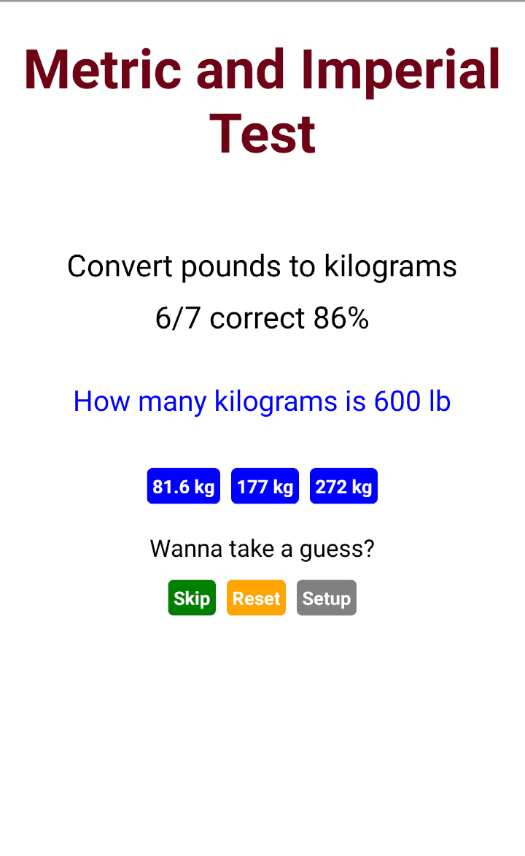 Metric and Imperial
Test
Convert pounds to kilograms
6/7 correct 86%
How many kilograms is 600 lb
81.6 kg 177 kg 272 kg
Wanna take a guess?
Skip Reset Setup